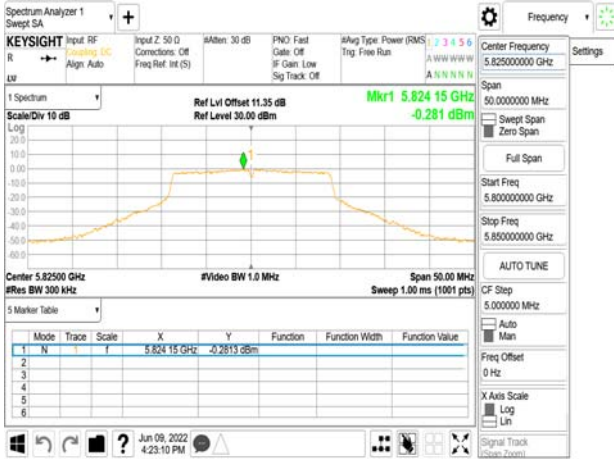 Spectrum Analyzer 1
Swept SA
+
Frequency
KEYSIGHT
R
LXI
Input: RF
Coupling: DC
Align: Auto
Input Z: 50 Ω
Corrections: Off
Freq Ref: Int (S)
#Atten: 30 dB
PNO: Fast
Gate: Off
IF Gain: Low
Sig Track: Off
#Avg Type: Power (RMS
Trig: Free Run
1 2 3 4 5 6
A W W W W W
A N N N N N
1 Spectrum
Scale/Div 10 dB
Ref Lvl Offset 11.35 dB
Ref Level 30.00 dBm
Mkr1 5.824 15 GHz
-0.281 dBm
Log
20.0
10.0
0.00
-10.0
-20.0
-30.0
-40.0
-50.0
-60.0
1
Center 5.82500 GHz
#Res BW 300 kHz
#Video BW 1.0 MHz
Span 50.00 MHz
Sweep 1.00 ms (1001 pts)
5 Marker Table
Mode Trace Scale X Y Function Function Width Function Value
1 N 1 f 5.824 15 GHz -0.2813 dBm
2
3
4
5
6
?
Jun 09, 2022
4:23:10 PM
Center Frequency
5.825000000 GHz
Settings
Span
50.0000000 MHz
Swept Span
Zero Span
Full Span
Start Freq
5.800000000 GHz
Stop Freq
5.850000000 GHz
AUTO TUNE
CF Step
5.000000 MHz
Auto
Man
Freq Offset
0 Hz
X Axis Scale
Log
Lin
Signal Track
(Span Zoom)